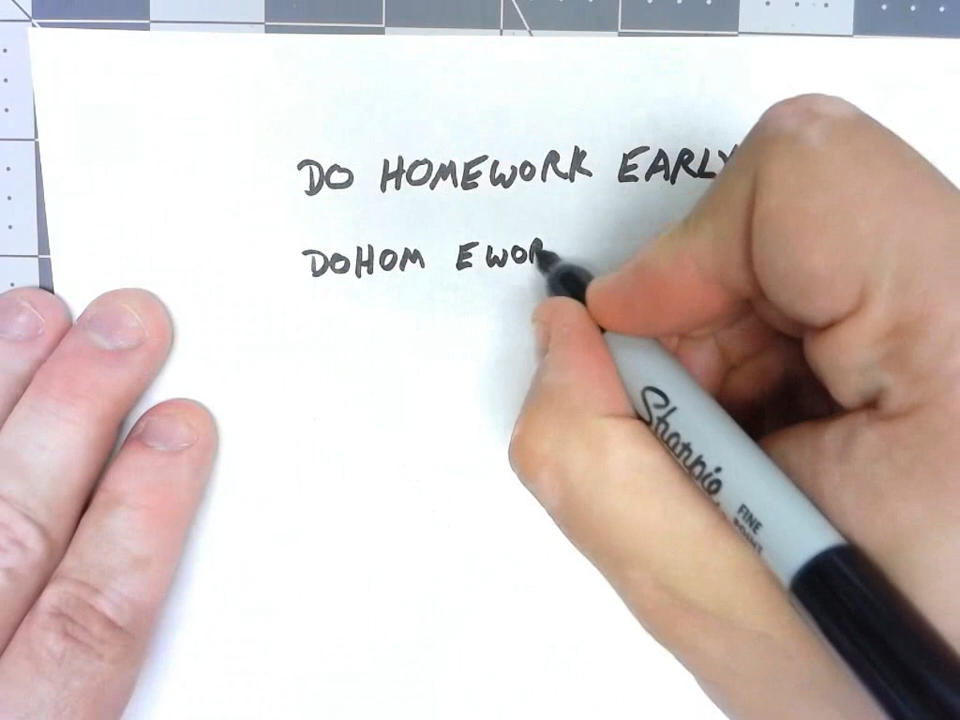 DO HOMEWORK EARLY
DOHOM EWOR
Sharpie
FINE
POINT